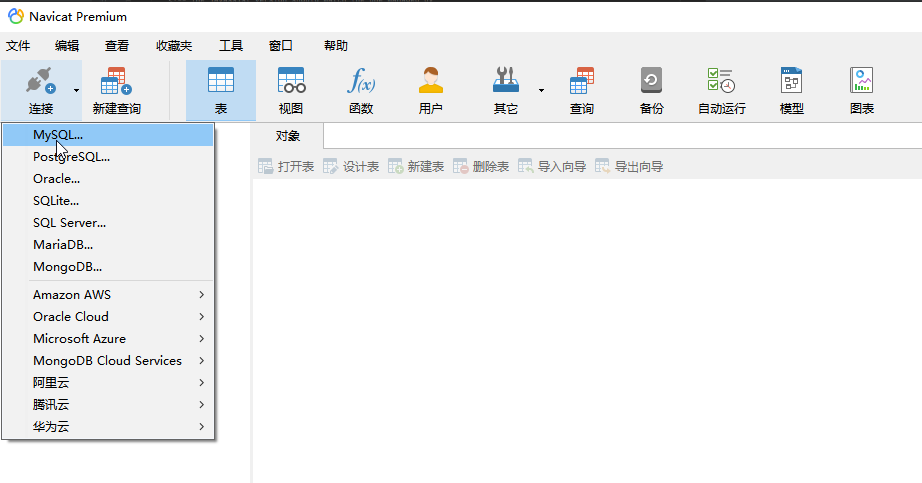 Navicat Premium
文件 编辑 查看 收藏夹 工具 窗口 帮助
连接 新建查询 表 视图 f(x) 函数 用户 其它 查询 备份 自动运行 模型 图表
对象
打开表 设计表 新建表 删除表 导入向导 导出向导
MySQL...
PostgreSQL...
Oracle...
SQLite...
SQL Server...
MariaDB...
MongoDB...
Amazon AWS
Oracle Cloud
Microsoft Azure
MongoDB Cloud Services
阿里云
腾讯云
华为云